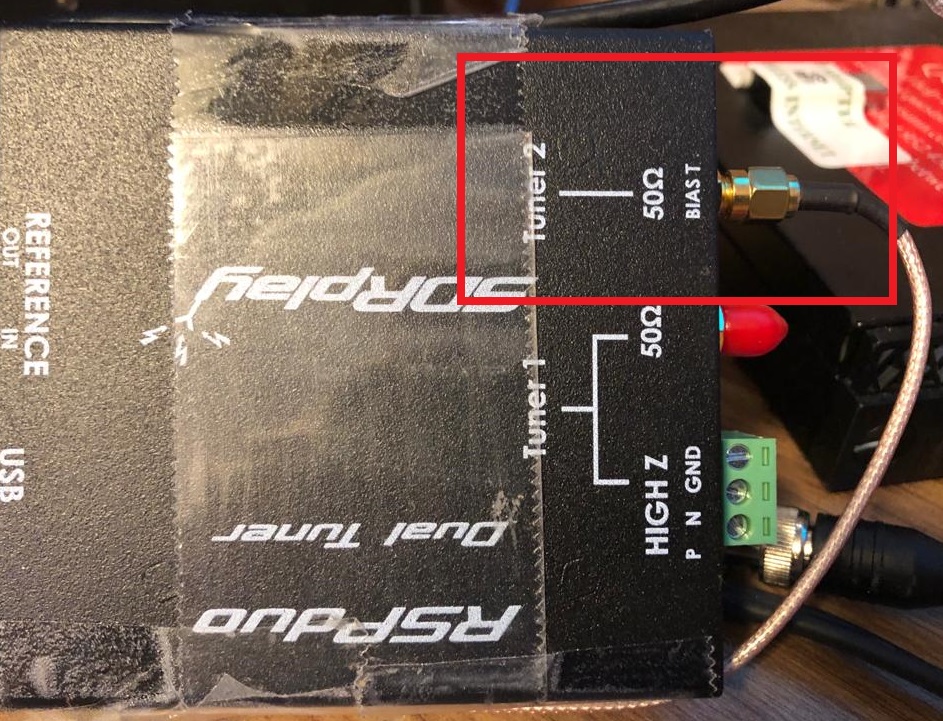 REFERENCE
OUT IN
USB
SDRplay
Dual Tuner
RSPduo
Tuner 2
50Ω
BIAS T
Tuner 1
50Ω
HIGH Z
P N GND